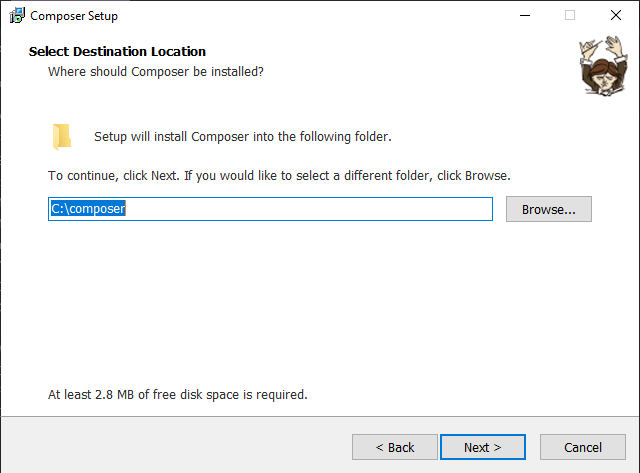 Composer Setup
Select Destination Location
Where should Composer be installed?
Setup will install Composer into the following folder.
To continue, click Next. If you would like to select a different folder, click Browse.
C:\composer
Browse...
At least 2.8 MB of free disk space is required.
< Back
Next >
Cancel